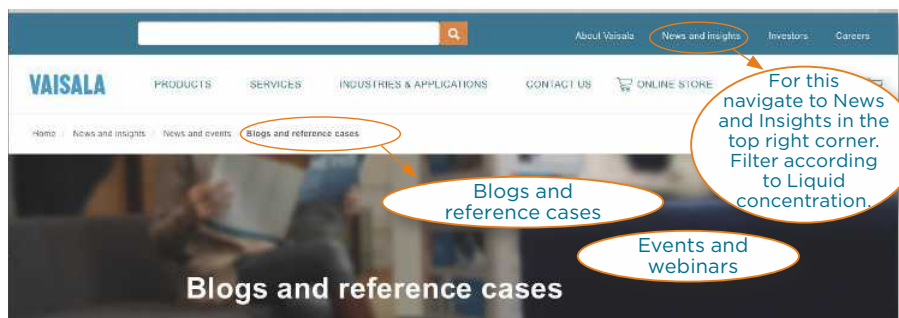 About Vaisala News and insights Investors Careers
VAISALA PRODUCTS SERVICES INDUSTRIES & APPLICATIONS CONTACT US ONLINE STORE
Home / News and insights / News and events / Blogs and reference cases
For this
navigate to News
and Insights in the
top right corner.
Filter according
to Liquid
concentration.
Blogs and
reference cases
Events and
webinars
Blogs and reference cases